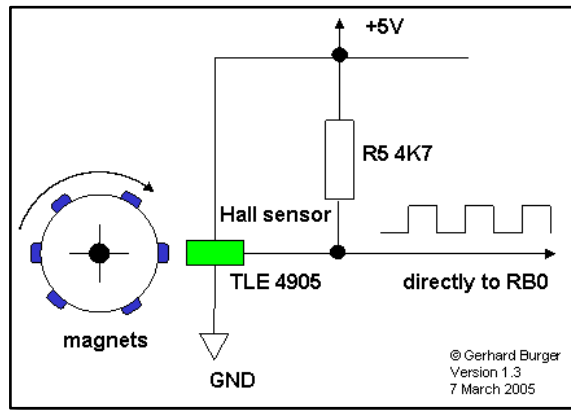 +5V
R5 4K7
Hall sensor
TLE 4905
directly to RB0
magnets
GND
© Gerhard Burger
Version 1.3
7 March 2005